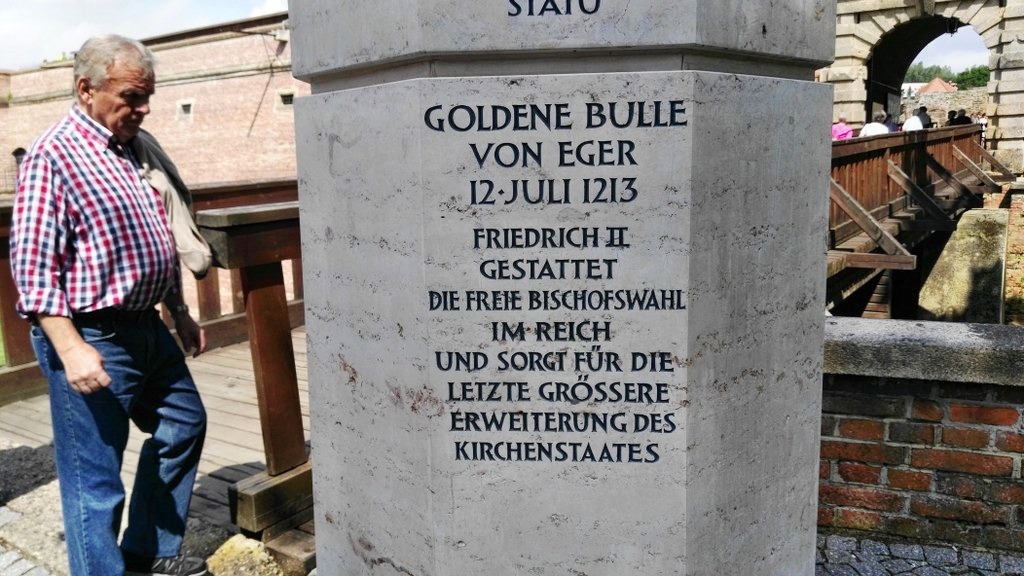 STATO
GOLDENE BULLE
VON EGER
12·JULI 1213
FRIEDRICH II
GESTATTET
DIE FREIE BISCHOFSWAHL
IM REICH
UND SORGT FÜR DIE
LETZTE GRÖSSERE
ERWEITERUNG DES
KIRCHENSTAATES